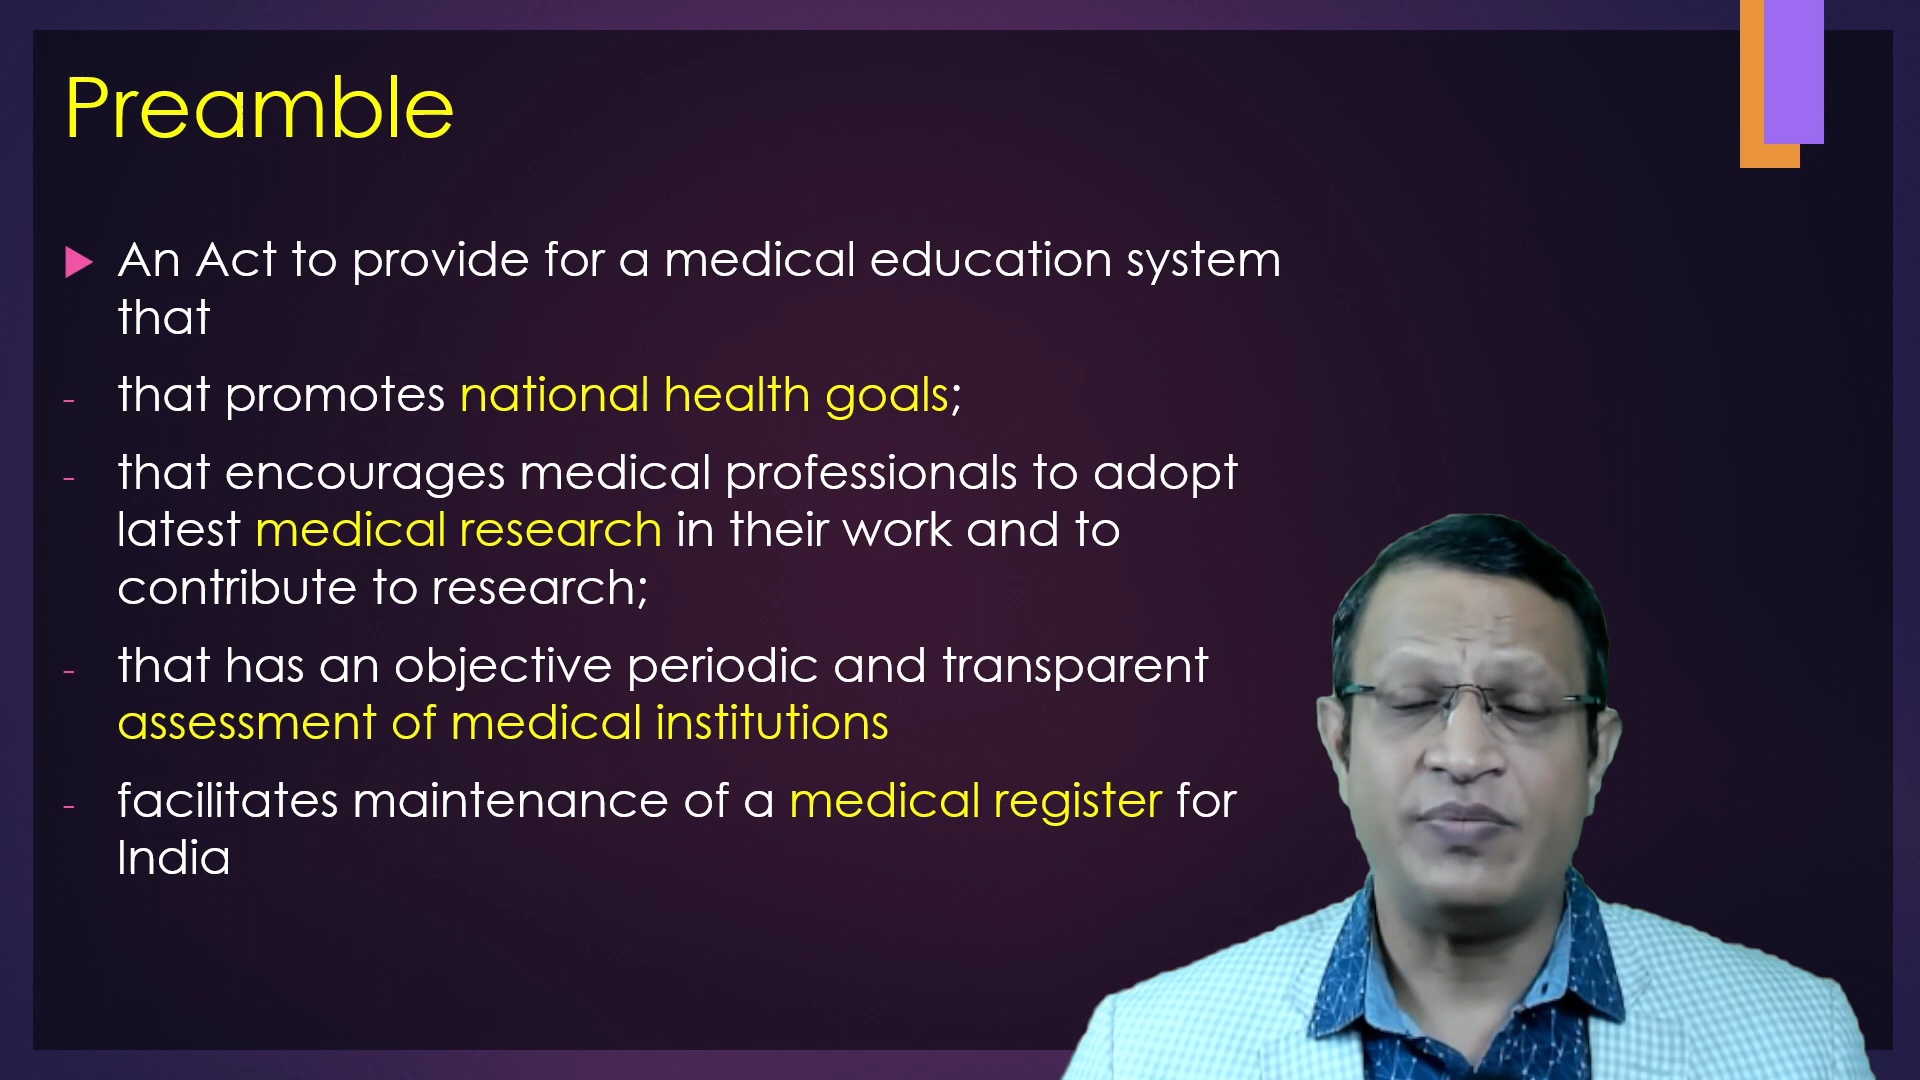 Preamble
An Act to provide for a medical education system
that
- that promotes national health goals;
- that encourages medical professionals to adopt
latest medical research in their work and to
contribute to research;
- that has an objective periodic and transparent
assessment of medical institutions
- facilitates maintenance of a medical register for
India